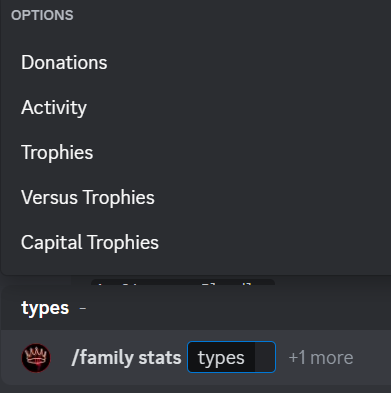 OPTIONS
Donations
Activity
Trophies
Versus Trophies
Capital Trophies
types -
/family stats types +1 more